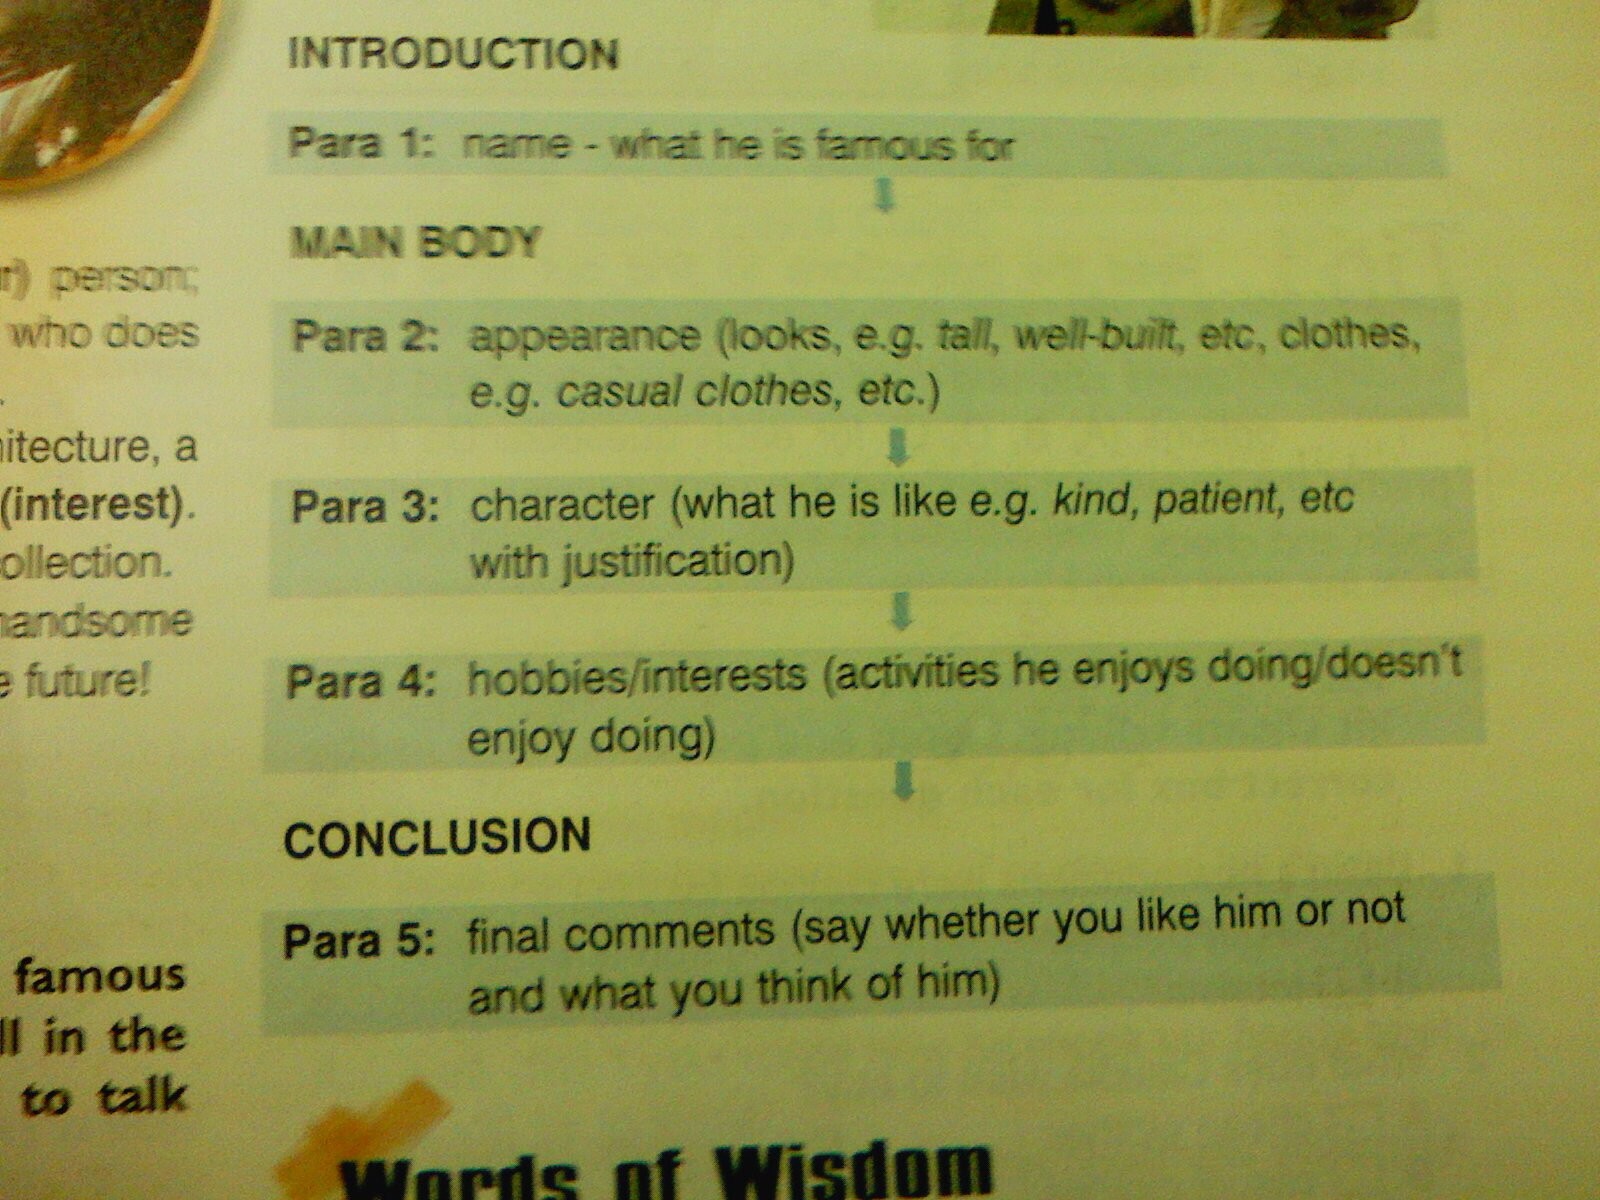 INTRODUCTION
Para 1: name - what he is famous for
MAIN BODY
Para 2: appearance (looks, e.g. tall, well-built, etc, clothes,
e.g. casual clothes, etc.)
Para 3: character (what he is like e.g. kind, patient, etc
with justification)
Para 4: hobbies/interests (activities he enjoys doing/doesn't
enjoy doing)
CONCLUSION
Para 5: final comments (say whether you like him or not
and what you think of him)
Words of Wisdom
person;
who does
a
(interest).
handsome
future!
famous
in the
to talk